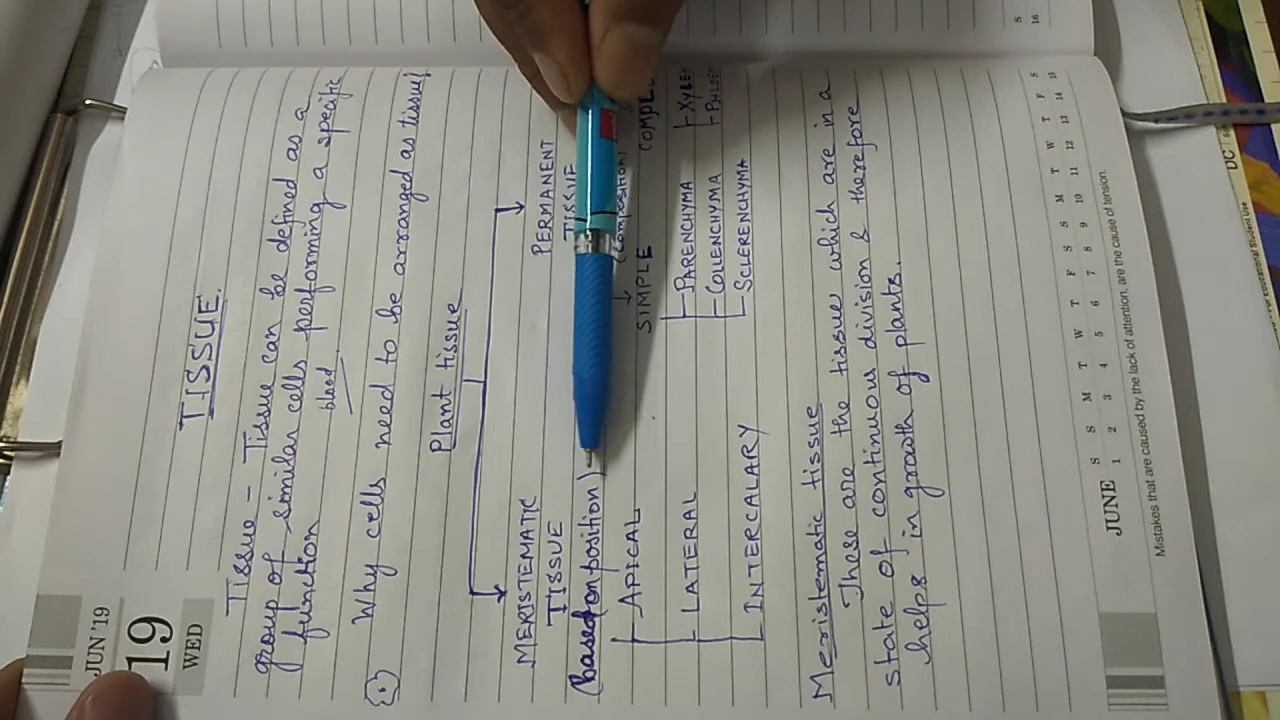 JUN '19
19
WED
TISSUE.
Tissue - Tissue can be defined as a
group of similar cells performing a specific
function
blood
Why cells need to be arranged as tissue?
Plant tissue
MERISTEMATIC TISSUE
(based on position)
APICAL
LATERAL
INTERCALARY
PERMANENT TISSUE
(composition)
SIMPLE
PARENCHYMA
COLLENCHYMA
SCLERENCHYMA
COMPLE
XYLEM
PHLOEM
Meristematic tissue
These are the tissue which are in a
state of continuous division & therefore
helps in growth of plants.
JUNE S S M T W T F S S M T W T F S
1 2 3 4 5 6 7 8 9 10 11 12 13 14 15
Mistakes that are caused by the lack of attention, are the cause of tension.
S
16
For Educational Student Use